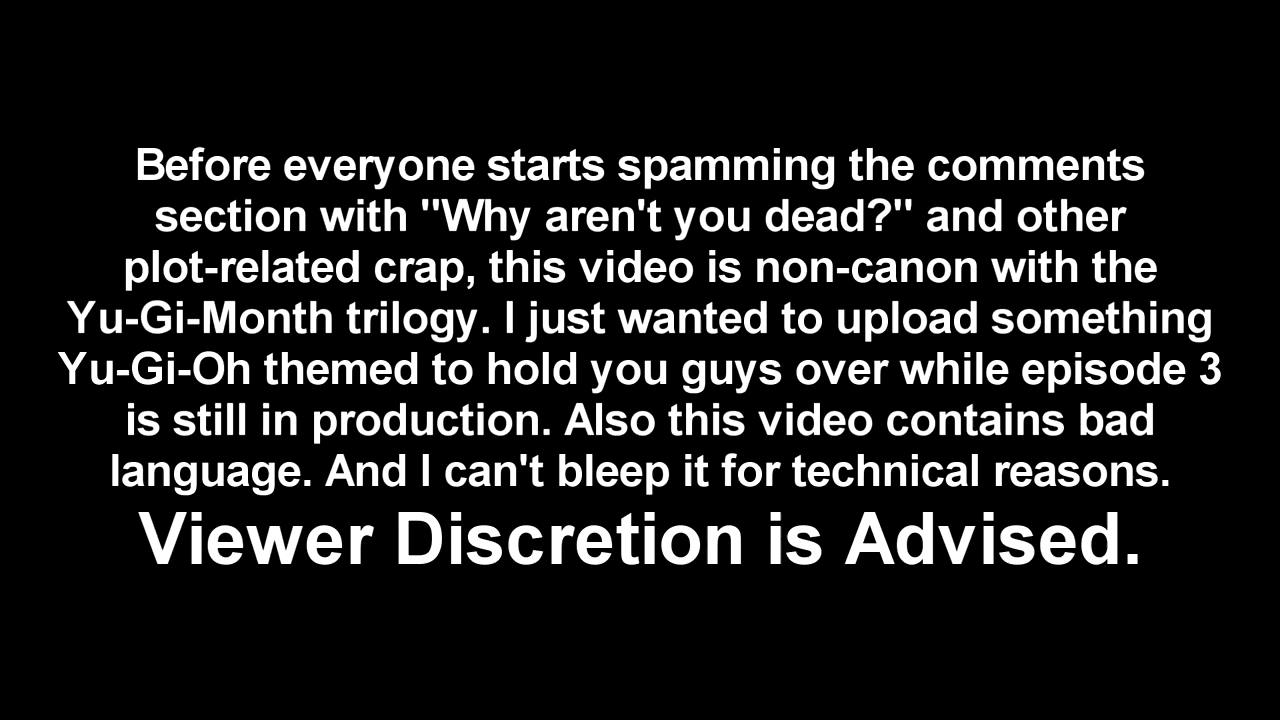 Before everyone starts spamming the comments
section with "Why aren't you dead?" and other
plot-related crap, this video is non-canon with the
Yu-Gi-Month trilogy. I just wanted to upload something
Yu-Gi-Oh themed to hold you guys over while episode 3
is still in production. Also this video contains bad
language. And I can't bleep it for technical reasons.
Viewer Discretion is Advised.